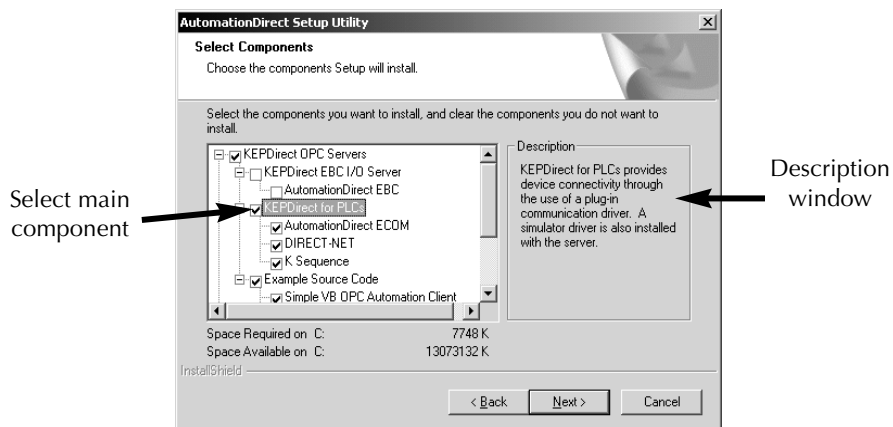 AutomationDirect Setup Utility
Select Components
Choose the components Setup will install.
Select the components you want to install, and clear the components you do not want to
install.
KEPDirect OPC Servers
KEPDirect EBC I/O Server
AutomationDirect EBC
KEPDirect for PLCs
AutomationDirect ECOM
DIRECT-NET
K Sequence
Example Source Code
Simple VB OPC Automation Client
Description
KEPDirect for PLCs provides
device connectivity through
the use of a plug-in
communication driver. A
simulator driver is also installed
with the server.
Select main
component
Description
window
Space Required on C: 7748 K
Space Available on C: 13073132 K
InstallShield
< Back
Next >
Cancel